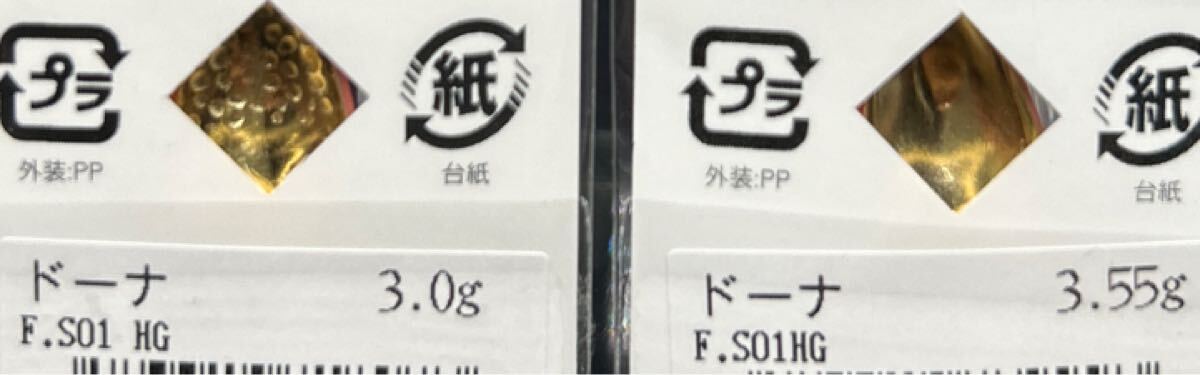 プラ
紙
外装:PP
台紙
ドーナ 3.0g
F.S01 HG
プラ
紙
外装:PP
台紙
ドーナ 3.55g
F.S01HG